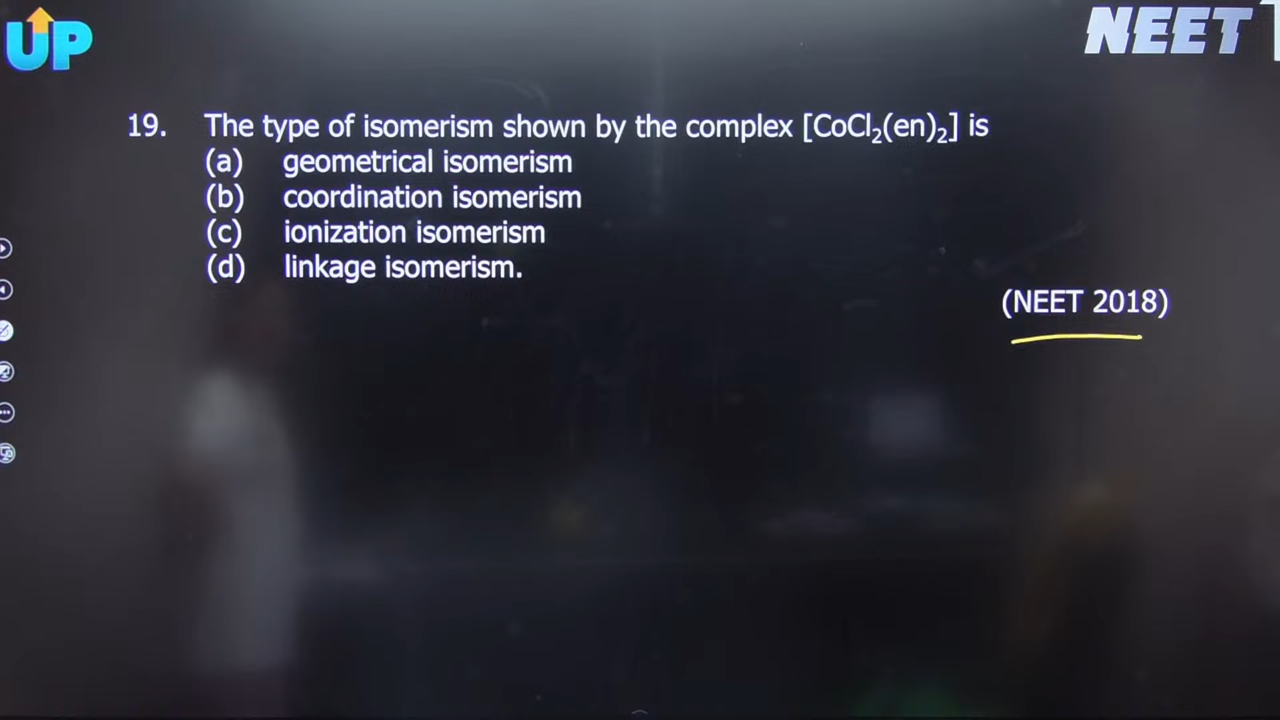 UP
NEET
19. The type of isomerism shown by the complex [CoCl₂(en)₂] is
(a) geometrical isomerism
(b) coordination isomerism
(c) ionization isomerism
(d) linkage isomerism.
(NEET 2018)